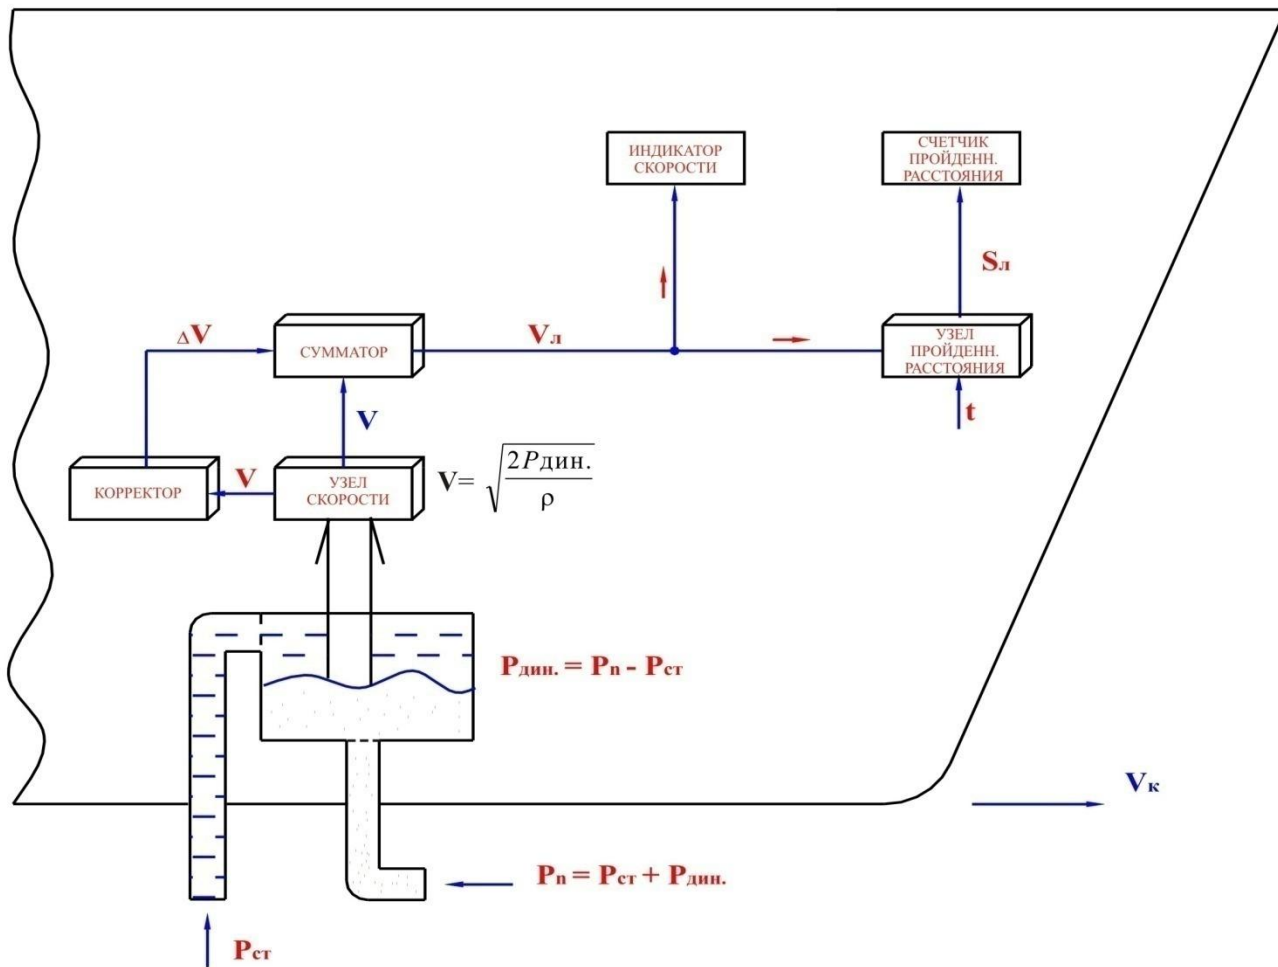 ИНДИКАТОР
СКОРОСТИ
СЧЕТЧИК
ПРОЙДЕНН.
РАССТОЯНИЯ
Sл
ΔV
СУММАТОР
Vл
УЗЕЛ
ПРОЙДЕНН.
РАССТОЯНИЯ
V
t
КОРРЕКТОР
V
УЗЕЛ
СКОРОСТИ
V= √(2Pдин./ρ)
Pдин. = Pп - Pст
Vк
Pп = Pст + Pдин.
Pст